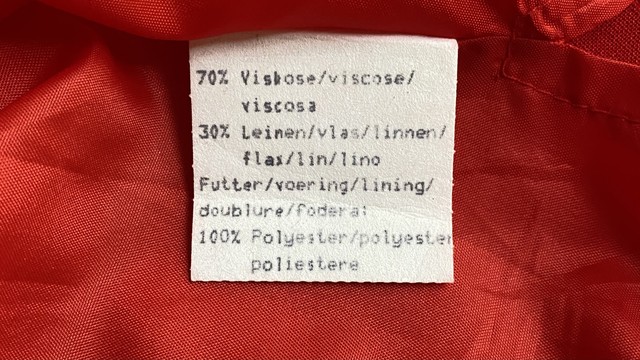 70% Viskose/viscose/
viscosa
30% Leinen/vlas/linnen/
flax/lin/lino
Futter/voering/lining/
doublure/fodera:
100% Polyester/polyester
poliestere